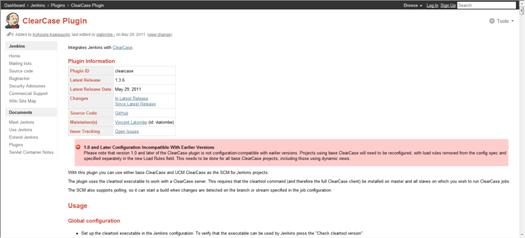 Dashboard › Jenkins › Plugins › ClearCase Plugin
Browse
Log In
Sign Up
Search
ClearCase Plugin
Tools
Added by Kohsuke Kawaguchi, last edited by vlatombe on May 29, 2011 (view change)
Jenkins
Home
Mailing lists
Source code
Bugtracker
Security Advisories
Commercial Support
Wiki Site Map
Documents
Meet Jenkins
Use Jenkins
Extend Jenkins
Plugins
Servlet Container Notes
Integrates Jenkins with ClearCase.
Plugin Information
Plugin ID clearcase
Latest Release 1.3.6
Latest Release Date May 29, 2011
Changes In Latest Release
Since Latest Release
Source Code GitHub
Maintainer(s) Vincent Latombe (id: vlatombe)
Issue Tracking Open Issues
1.0 and Later Configuration Incompatible With Earlier Versions
Please note that version 1.0 and later of the ClearCase plugin is not configuration-compatible with earlier versions. Projects using base ClearCase will need to be reconfigured, with load rules removed from the config spec and
specified separately in the new Load Rules field. This needs to be done for all base ClearCase projects, including those using dynamic views.
With this plugin you can use either base ClearCase and UCM ClearCase as the SCM for Jenkins projects.
The plugin uses the cleartool executable to work with a ClearCase server. This requires that the cleartool command (and therefore the full ClearCase client) be installed on master and all slaves on which you wish to run ClearCase jobs.
The SCM also supports polling, so it can start a build when changes are detected on the branch or stream specified in the job configuration.
Usage
Global configuration
Set up the cleartool executable in the Jenkins configuration. To verify that the executable can be used by Jenkins press the "Check cleartool version"